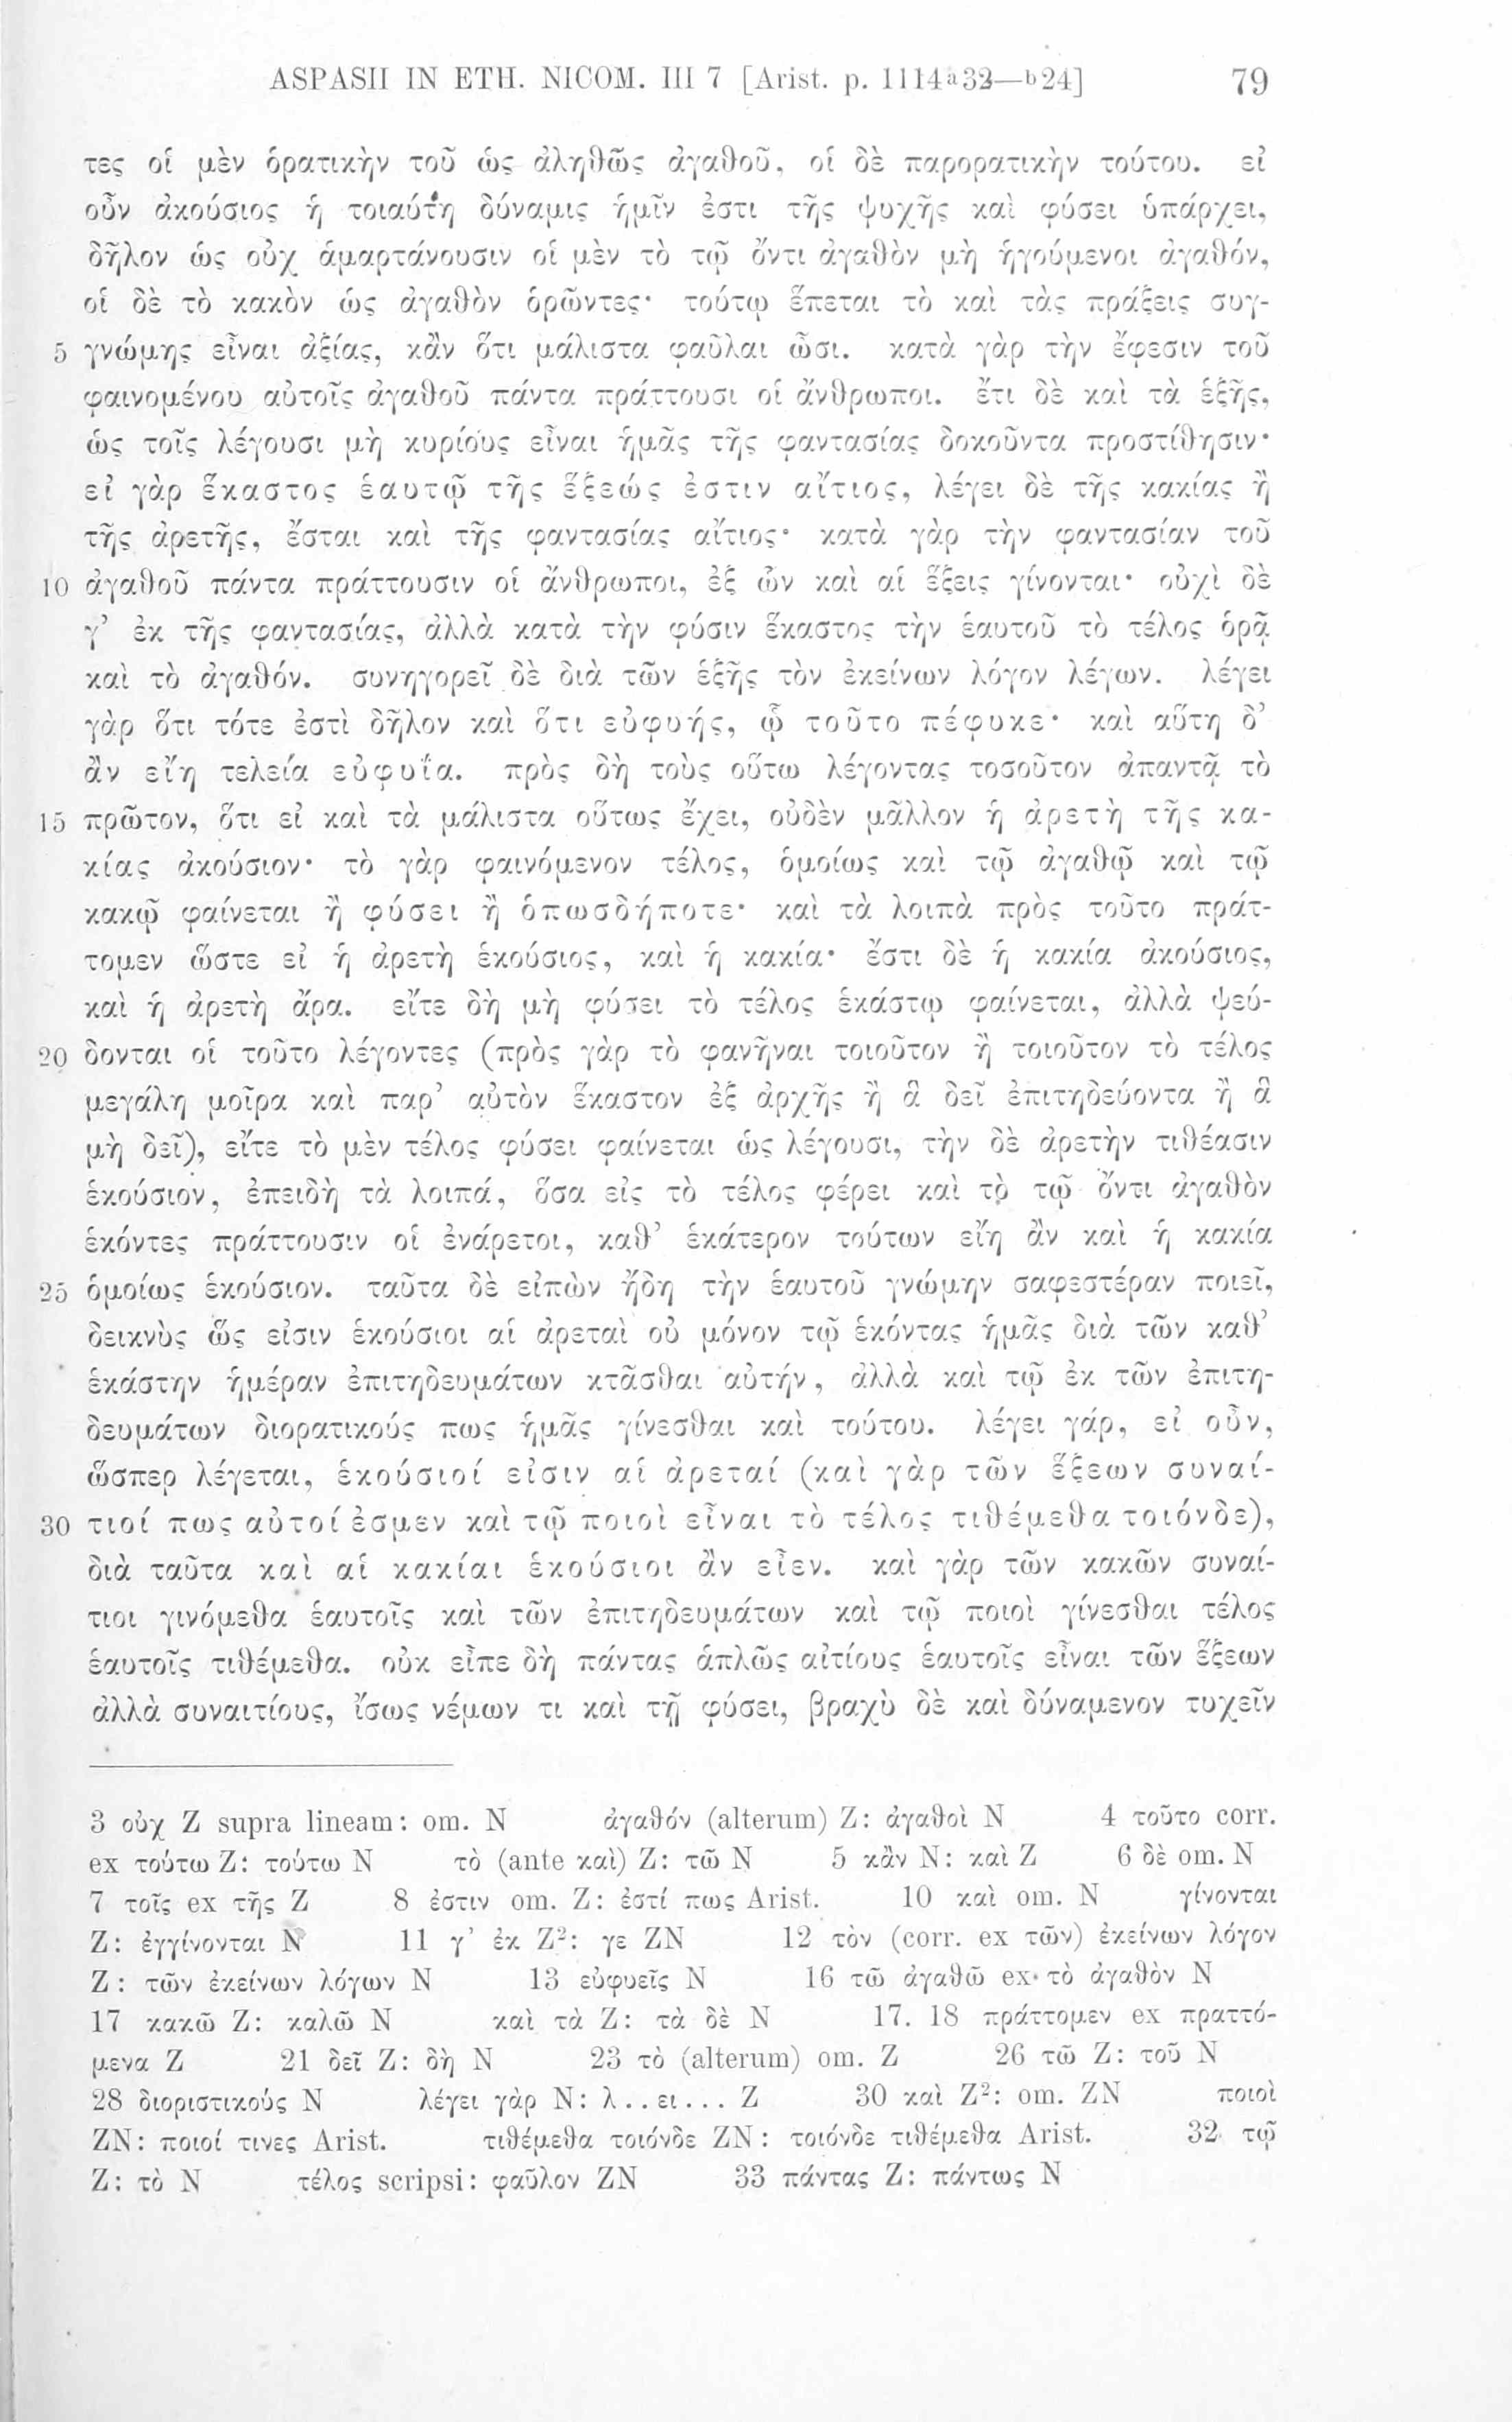 ASPASII IN ETH. NICOM. III 7 [Arist. p. 1114ᵃ32—ᵇ24] 79
τες οἱ μὲν ὁρατικὴν τοῦ ὡς ἀληθῶς ἀγαθοῦ, οἱ δὲ παρορατικὴν τούτου. εἰ
οὖν ἀκούσιος ἡ τοιαύτη δύναμις ἡμῖν ἐστι τῆς ψυχῆς καὶ φύσει ὑπάρχει,
δῆλον ὡς οὐχ ἁμαρτάνουσιν οἱ μὲν τὸ τῷ ὄντι ἀγαθὸν μὴ ἡγούμενοι ἀγαθόν,
οἱ δὲ τὸ κακὸν ὡς ἀγαθὸν ὁρῶντες· τούτῳ ἕπεται τὸ καὶ τὰς πράξεις συγ-
5 γνώμης εἶναι ἀξίας, κἂν ὅτι μάλιστα φαῦλαι ὦσι. κατὰ γὰρ τὴν ἔφεσιν τοῦ
φαινομένου αὐτοῖς ἀγαθοῦ πάντα πράττουσι οἱ ἄνθρωποι. ἔτι δὲ καὶ τὰ ἑξῆς,
ὡς τοῖς λέγουσι μὴ κυρίους εἶναι ἡμᾶς τῆς φαντασίας δοκοῦντα προστίθησιν·
εἰ γὰρ ἕκαστος ἑαυτῷ τῆς ἕξεώς ἐστιν αἴτιος, λέγει δὲ τῆς κακίας ἢ
τῆς ἀρετῆς, ἔσται καὶ τῆς φαντασίας αἴτιος· κατὰ γὰρ τὴν φαντασίαν τοῦ
10 ἀγαθοῦ πάντα πράττουσιν οἱ ἄνθρωποι, ἐξ ὧν καὶ αἱ ἕξεις γίνονται· οὐχὶ δὲ
γ’ ἐκ τῆς φαντασίας, ἀλλὰ κατὰ τὴν φύσιν ἕκαστος τὴν ἑαυτοῦ τὸ τέλος ὁρᾷ
καὶ τὸ ἀγαθόν. συνηγορεῖ δὲ διὰ τῶν ἑξῆς τὸν ἐκείνων λόγον λέγων. λέγει
γὰρ ὅτι τότε ἐστὶ δῆλον καὶ ὅτι εὐφυής, ᾧ τοῦτο πέφυκε· καὶ αὕτη δ’
ἂν εἴη τελεία εὐφυΐα. πρὸς δὴ τοὺς οὕτω λέγοντας τοσοῦτον ἀπαντᾷ τὸ
15 πρῶτον, ὅτι εἰ καὶ τὰ μάλιστα οὕτως ἔχει, οὐδὲν μᾶλλον ἡ ἀρετὴ τῆς κα-
κίας ἀκούσιον· τὸ γὰρ φαινόμενον τέλος, ὁμοίως καὶ τῷ ἀγαθῷ καὶ τῷ
κακῷ φαίνεται ἢ φύσει ἢ ὁπωσδήποτε· καὶ τὰ λοιπὰ πρὸς τοῦτο πράτ-
τομεν ὥστε εἰ ἡ ἀρετὴ ἑκούσιος, καὶ ἡ κακία· ἔστι δὲ ἡ κακία ἀκούσιος,
καὶ ἡ ἀρετὴ ἄρα. εἴτε δὴ μὴ φύσει τὸ τέλος ἑκάστῳ φαίνεται, ἀλλὰ ψεύ-
20 δονται οἱ τοῦτο λέγοντες (πρὸς γὰρ τὸ φανῆναι τοιοῦτον ἢ τοιοῦτον τὸ τέλος
μεγάλη μοῖρα καὶ παρ’ αὐτὸν ἕκαστον ἐξ ἀρχῆς ἢ ἃ δεῖ ἐπιτηδεύοντα ἢ ἃ
μὴ δεῖ), εἴτε τὸ μὲν τέλος φύσει φαίνεται ὡς λέγουσι, τὴν δὲ ἀρετὴν τιθέασιν
ἑκούσιον, ἐπειδὴ τὰ λοιπά, ὅσα εἰς τὸ τέλος φέρει καὶ τὸ τῷ ὄντι ἀγαθὸν
ἑκόντες πράττουσιν οἱ ἐνάρετοι, καθ’ ἑκάτερον τούτων εἴη ἂν καὶ ἡ κακία
25 ὁμοίως ἑκούσιον. ταῦτα δὲ εἰπὼν ἤδη τὴν ἑαυτοῦ γνώμην σαφεστέραν ποιεῖ,
δεικνὺς ὥς εἰσιν ἑκούσιοι αἱ ἀρεταὶ οὐ μόνον τῷ ἑκόντας ἡμᾶς διὰ τῶν καθ’
ἑκάστην ἡμέραν ἐπιτηδευμάτων κτᾶσθαι αὐτήν, ἀλλὰ καὶ τῷ ἐκ τῶν ἐπιτη-
δευμάτων διορατικούς πως ἡμᾶς γίνεσθαι καὶ τούτου. λέγει γάρ, εἰ οὖν,
ὥσπερ λέγεται, ἑκούσιοί εἰσιν αἱ ἀρεταί (καὶ γὰρ τῶν ἕξεων συναί-
30 τιοί πως αὐτοί ἐσμεν καὶ τῷ ποιοὶ εἶναι τὸ τέλος τιθέμεθα τοιόνδε),
διὰ ταῦτα καὶ αἱ κακίαι ἑκούσιοι ἂν εἶεν. καὶ γὰρ τῶν κακῶν συναί-
τιοι γινόμεθα ἑαυτοῖς καὶ τῶν ἐπιτηδευμάτων καὶ τῷ ποιοὶ γίνεσθαι τέλος
ἑαυτοῖς τιθέμεθα. οὐκ εἶπε δὴ πάντας ἁπλῶς αἰτίους ἑαυτοῖς εἶναι τῶν ἕξεων
ἀλλὰ συναιτίους, ἴσως νέμων τι καὶ τῇ φύσει, βραχὺ δὲ καὶ δύναμενον τυχεῖν
3 οὐχ Z supra lineam: om. N ἀγαθόν (alterum) Z: ἀγαθοὶ N 4 τοῦτο corr.
ex τούτω Z: τούτω N τὸ (ante καὶ) Z: τῶ N 5 κἂν N: καὶ Z 6 δὲ om. N
7 τοῖς ex τῆς Z 8 ἐστιν om. Z: ἐστί πως Arist. 10 καὶ om. N γίνονται
Z: ἐγγίνονται N 11 γ’ ἐκ Z²: γε ZN 12 τὸν (corr. ex τῶν) ἐκείνων λόγον
Z: τῶν ἐκείνων λόγων N 13 εὐφυεῖς N 16 τῶ ἀγαθῶ ex τὸ ἀγαθὸν N
17 κακῶ Z: καλῶ N καὶ τὰ Z: τὰ δὲ N 17. 18 πράττομεν ex πραττό-
μενα Z 21 δεῖ Z: δὴ N 23 τὸ (alterum) om. Z 26 τῶ Z: τοῦ N
28 διοριστικούς N λέγει γὰρ N: λ..ει... Z 30 καὶ Z²: om. ZN ποιοὶ
ZN: ποιοί τινες Arist. τιθέμεθα τοιόνδε ZN: τοιόνδε τιθέμεθα Arist. 32 τῷ
Z: τὸ N τέλος scripsi: φαῦλον ZN 33 πάντας Z: πάντως N